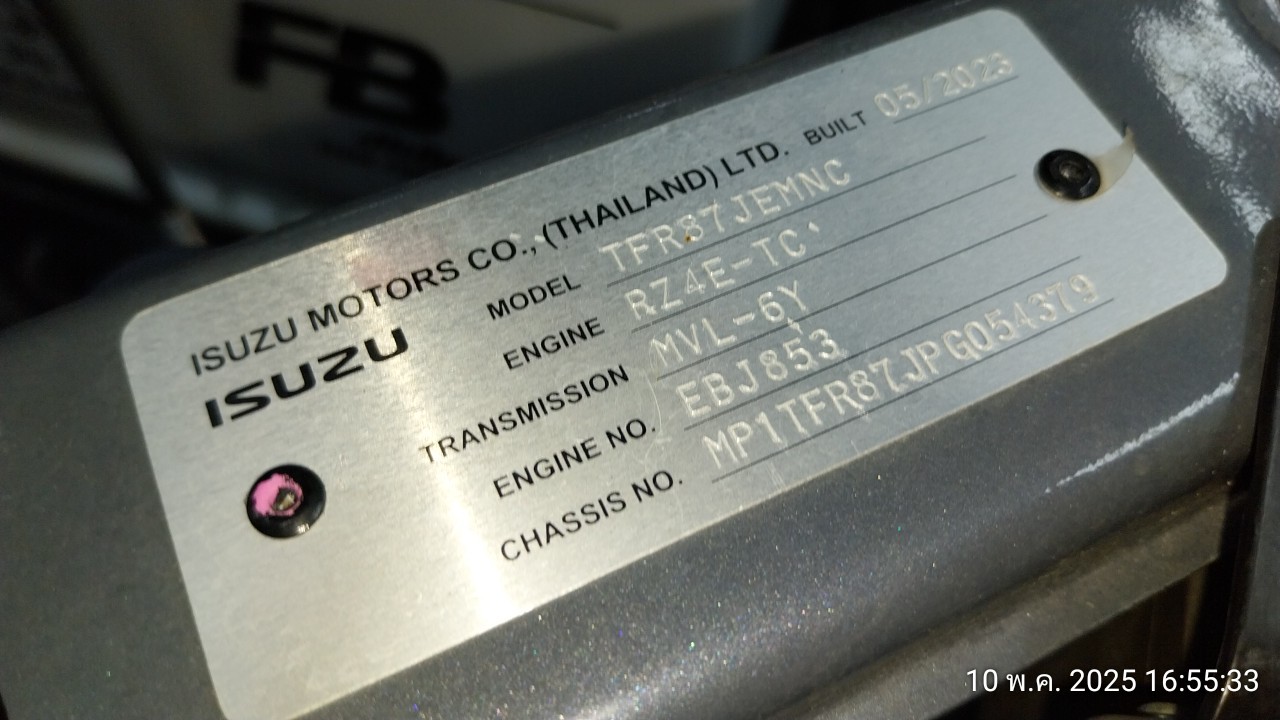 FB
ISUZU MOTORS CO., (THAILAND) LTD. BUILT 05/2023
ISUZU
MODEL TFR87JEMNC
ENGINE RZ4E-TC
TRANSMISSION MVL-6Y
ENGINE NO. EBJ853
CHASSIS NO. MP1TFR87JPG054379
10 พ.ค. 2025 16:55:33